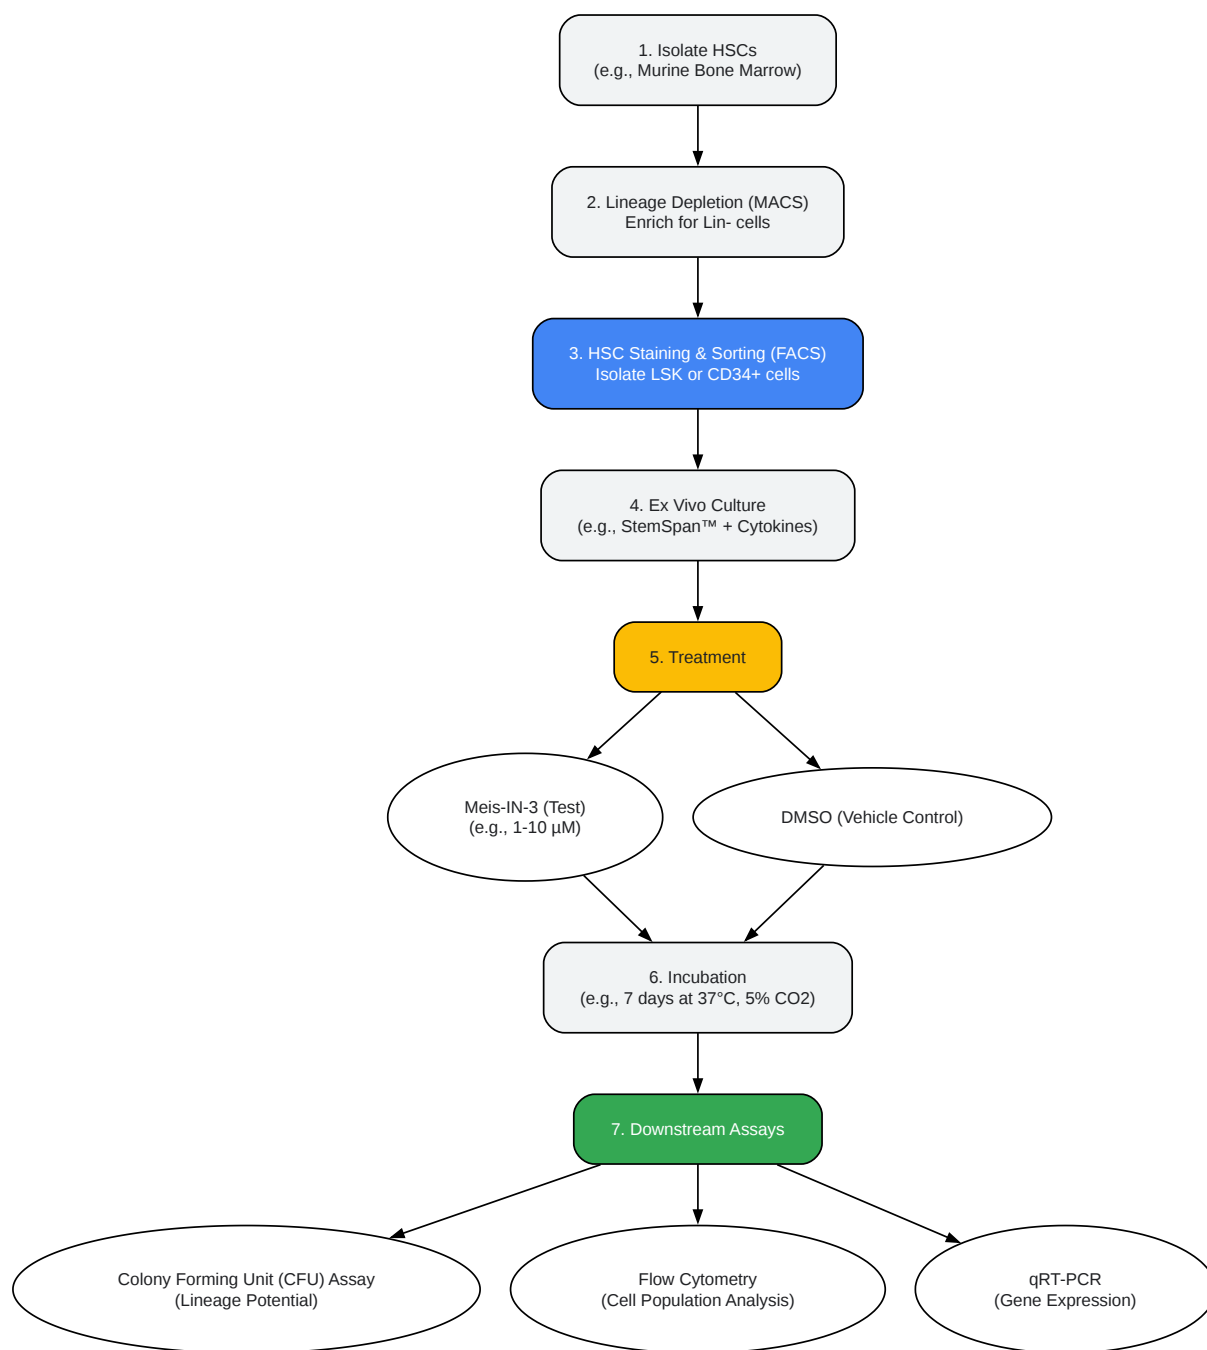 1. Isolate HSCs
(e.g., Murine Bone Marrow)
2. Lineage Depletion (MACS)
Enrich for Lin- cells
3. HSC Staining & Sorting (FACS)
Isolate LSK or CD34+ cells
4. Ex Vivo Culture
(e.g., StemSpan™ + Cytokines)
5. Treatment
Meis-IN-3 (Test)
(e.g., 1-10 µM)
DMSO (Vehicle Control)
6. Incubation
(e.g., 7 days at 37°C, 5% CO2)
7. Downstream Assays
Colony Forming Unit (CFU) Assay
(Lineage Potential)
Flow Cytometry
(Cell Population Analysis)
qRT-PCR
(Gene Expression)